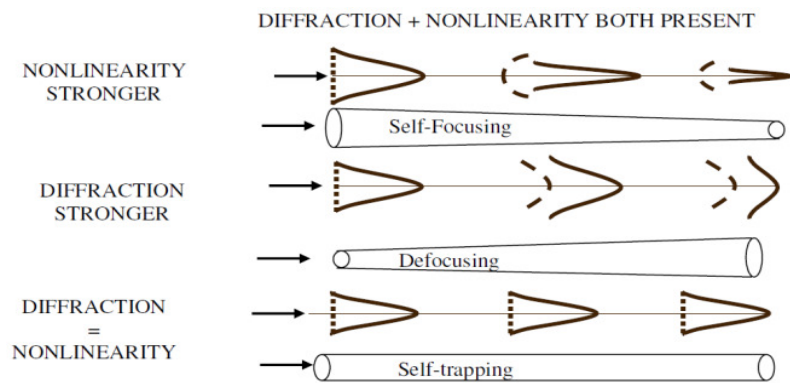 DIFFRACTION + NONLINEARITY BOTH PRESENT
NONLINEARITY
STRONGER
Self-Focusing
DIFFRACTION
STRONGER
Defocusing
DIFFRACTION
=
NONLINEARITY
Self-trapping